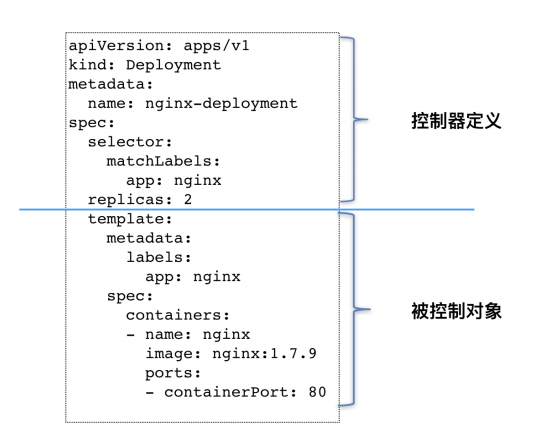 apiVersion: apps/v1
kind: Deployment
metadata:
  name: nginx-deployment
spec:
  selector:
    matchLabels:
      app: nginx
  replicas: 2
控制器定义
  template:
    metadata:
      labels:
        app: nginx
    spec:
      containers:
      - name: nginx
        image: nginx:1.7.9
        ports:
        - containerPort: 80
被控制对象